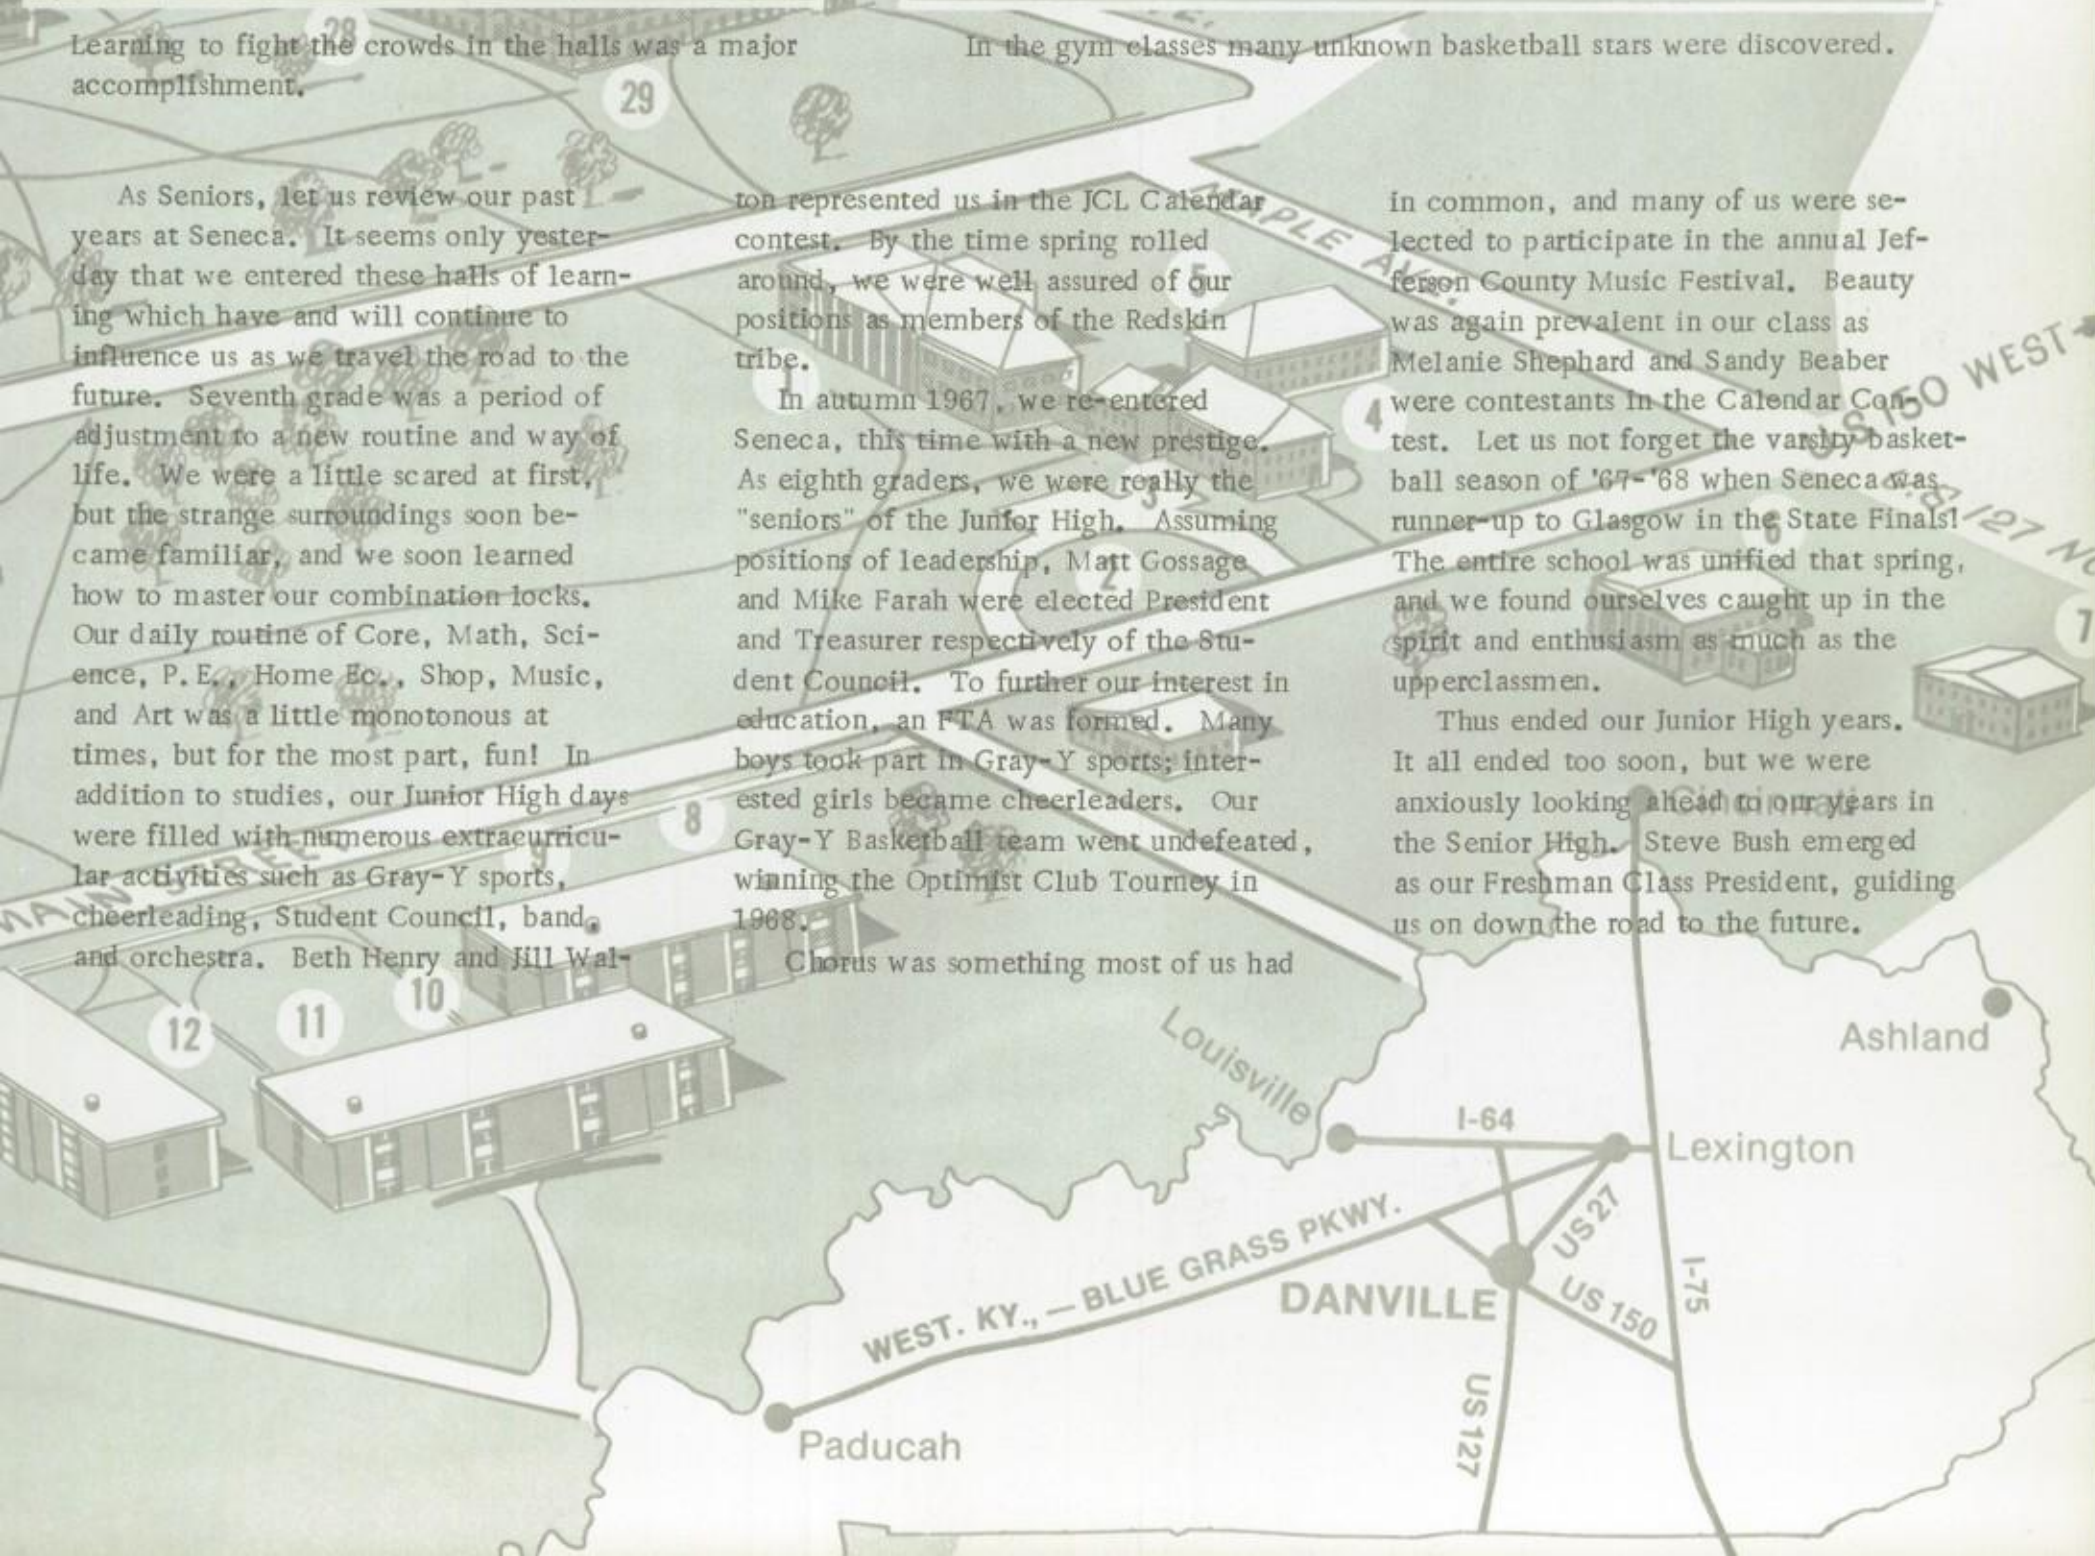 Learning to fight the crowds in the halls was a major
accomplishment.
In the gym classes many unknown basketball stars were discovered.
As Seniors, let us review our past
years at Seneca. It seems only yester-
day that we entered these halls of learn-
ing which have and will continue to
influence us as we travel the road to the
future. Seventh grade was a period of
adjustment to a new routine and way of
life. We were a little scared at first,
but the strange surroundings soon be-
came familiar, and we soon learned
how to master our combination locks.
Our daily routine of Core, Math, Sci-
ence, P.E., Home Ec., Shop, Music,
and Art was a little monotonous at
times, but for the most part, fun! In
addition to studies, our Junior High days
were filled with numerous extracurricu-
lar activities such as Gray-Y sports,
cheerleading, Student Council, band,
and orchestra. Beth Henry and Jill Wal-
ton represented us in the JCL Calendar
contest. By the time spring rolled
around, we were well assured of our
positions as members of the Redskin
tribe.
In autumn 1967, we re-entered
Seneca, this time with a new prestige.
As eighth graders, we were really the
"seniors" of the Junior High. Assuming
positions of leadership, Matt Gossage
and Mike Farah were elected President
and Treasurer respectively of the Stu-
dent Council. To further our interest in
education, an FTA was formed. Many
boys took part in Gray-Y sports; inter-
ested girls became cheerleaders. Our
Gray-Y Basketball team went undefeated,
winning the Optimist Club Tourney in
1968.
Chorus was something most of us had
in common, and many of us were se-
lected to participate in the annual Jef-
ferson County Music Festival. Beauty
was again prevalent in our class as
Melanie Shephard and Sandy Beaber
were contestants in the Calendar Con-
test. Let us not forget the varsity basket-
ball season of '67-'68 when Seneca was
runner-up to Glasgow in the State Finals!
The entire school was unified that spring,
and we found ourselves caught up in the
spirit and enthusiasm as much as the
upperclassmen.
Thus ended our Junior High years.
It all ended too soon, but we were
anxiously looking ahead to our years in
the Senior High. Steve Bush emerged
as our Freshman Class President, guiding
us on down the road to the future.
28
29
MAPLE AVE.
5
1
4
3
2
6
7
US 150 WEST
8
9
MAIN STREET
10
11
12
Cincinnati
Ashland
Louisville
I-64
Lexington
US 27
WEST. KY., — BLUE GRASS PKWY.
I-75
DANVILLE
US 150
US 127
Paducah